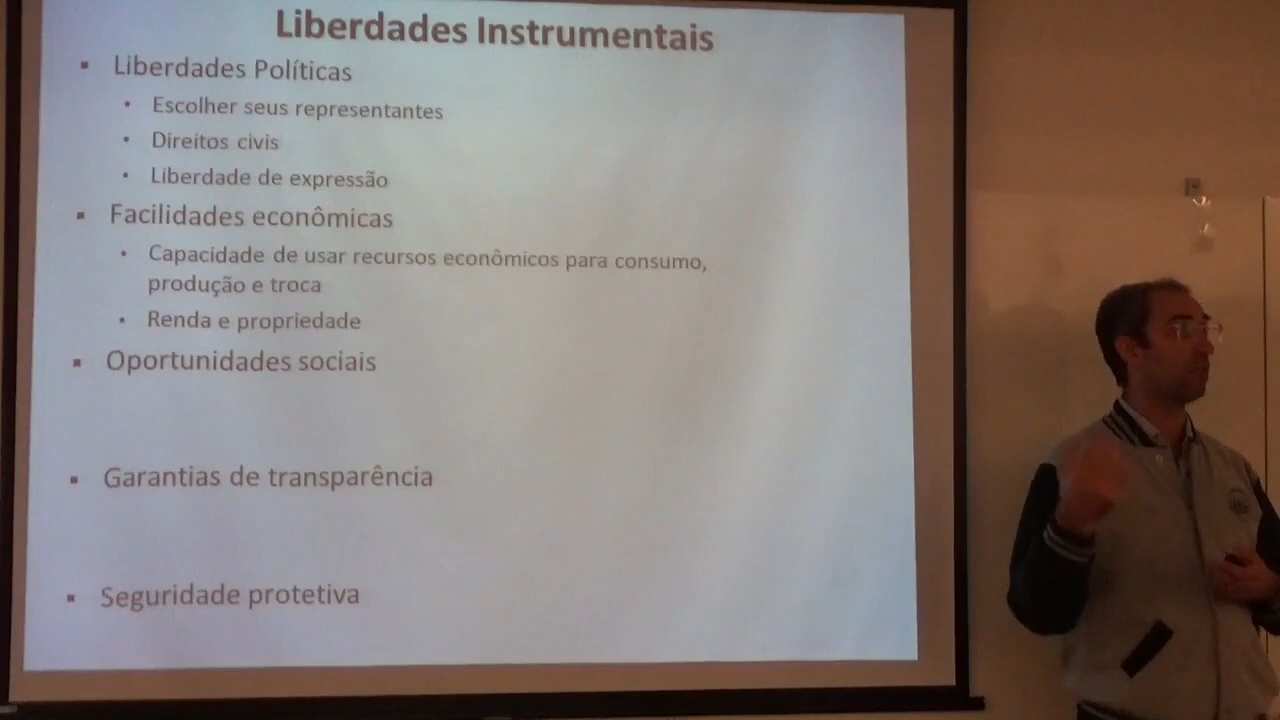 Liberdades Instrumentais
▪ Liberdades Políticas
• Escolher seus representantes
• Direitos civis
• Liberdade de expressão
▪ Facilidades econômicas
• Capacidade de usar recursos econômicos para consumo,
produção e troca
• Renda e propriedade
▪ Oportunidades sociais
▪ Garantias de transparência
▪ Seguridade protetiva